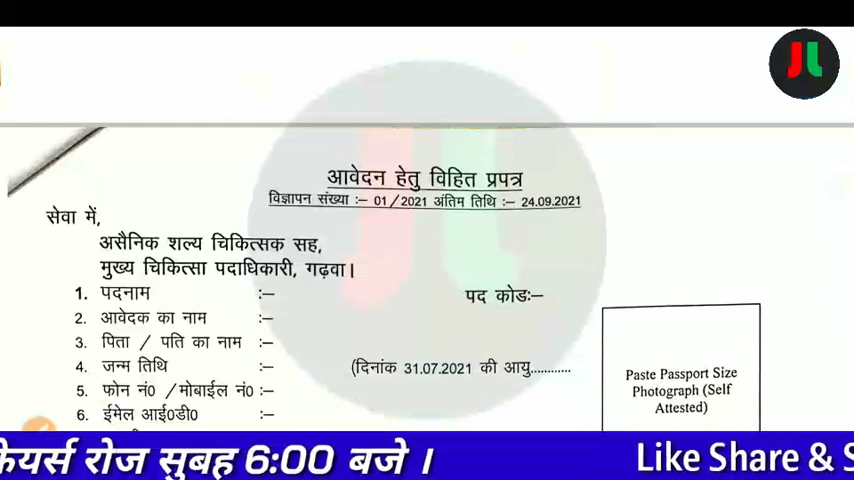 JL
आवेदन हेतु विहित प्रपत्र
विज्ञापन संख्या :- 01/2021 अंतिम तिथि :- 24.09.2021
सेवा में,
असैनिक शल्य चिकित्सक सह,
मुख्य चिकित्सा पदाधिकारी, गढ़वा।
1. पदनाम :- पद कोडः-
2. आवेदक का नाम :-
3. पिता / पति का नाम :-
4. जन्म तिथि :- (दिनांक 31.07.2021 की आयु............
5. फोन नं0 / मोबाईल नं0 :-
6. ईमेल आई0डी0 :-
Paste Passport Size
Photograph (Self
Attested)
रोज सुबह 6:00 बजे । Like Share &